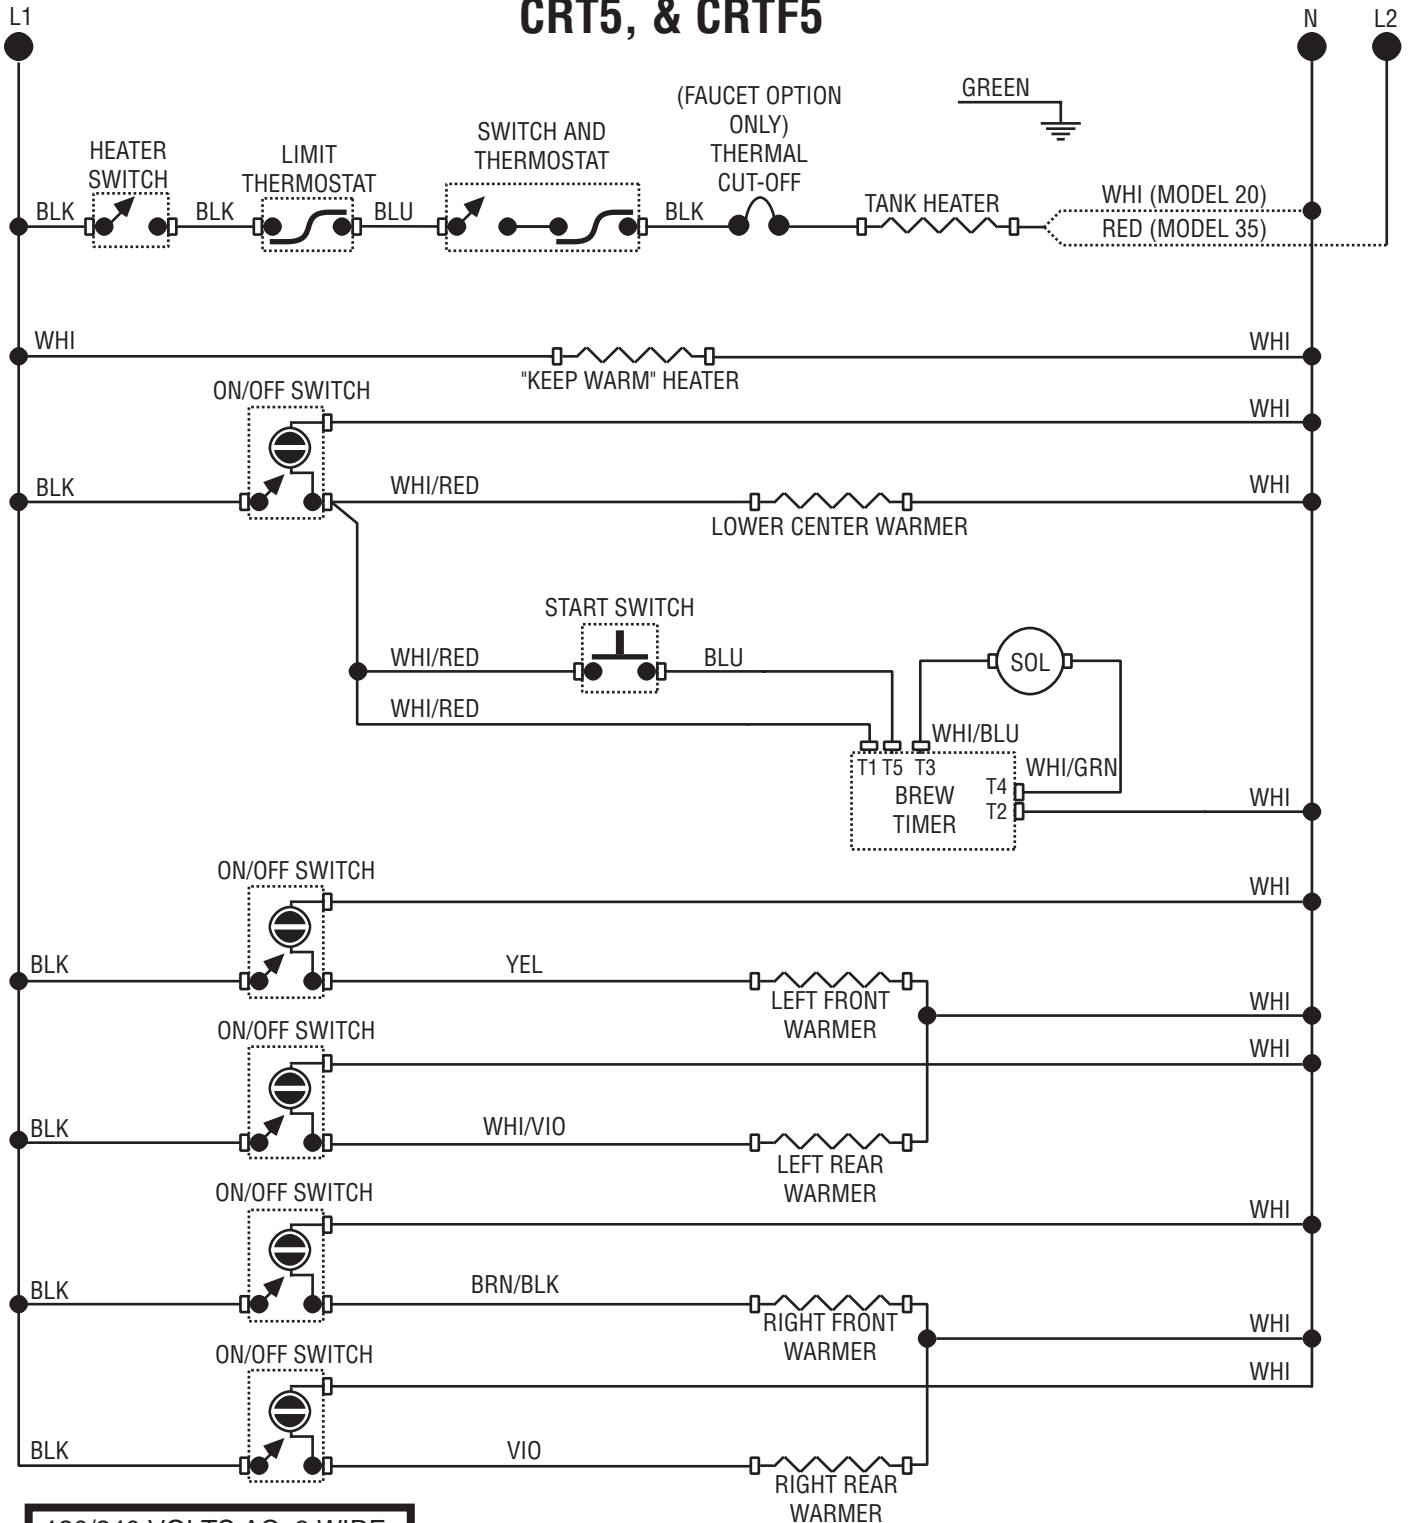 CRT5, & CRTF5
L1
N
L2
GREEN
(FAUCET OPTION
ONLY)
THERMAL
CUT-OFF
SWITCH AND
THERMOSTAT
HEATER
SWITCH
LIMIT
THERMOSTAT
TANK HEATER
WHI (MODEL 20)
RED (MODEL 35)
BLK
BLK
BLU
BLK
WHI
WHI
"KEEP WARM" HEATER
ON/OFF SWITCH
WHI
BLK
WHI/RED
WHI
LOWER CENTER WARMER
START SWITCH
WHI/RED
BLU
SOL
WHI/RED
WHI/BLU
T1 T5 T3
WHI/GRN
BREW
TIMER
T4
T2
WHI
ON/OFF SWITCH
WHI
BLK
YEL
LEFT FRONT
WARMER
WHI
ON/OFF SWITCH
WHI
BLK
WHI/VIO
LEFT REAR
WARMER
ON/OFF SWITCH
WHI
BLK
BRN/BLK
RIGHT FRONT
WARMER
WHI
ON/OFF SWITCH
WHI
BLK
VIO
RIGHT REAR
WARMER
VOLTS AC
WIRE